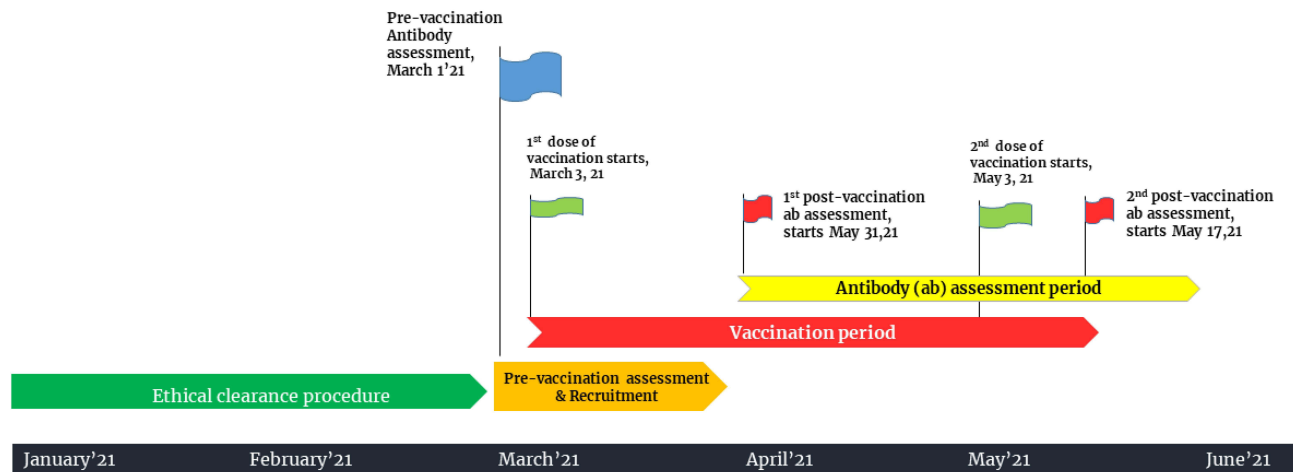 Pre-vaccination
Antibody
assessment,
March 1’21
1st dose of
vaccination starts,
March 3, 21
2nd dose of
vaccination starts,
May 3, 21
1st post-vaccination
ab assessment,
starts May 31,21
2nd post-vaccination
ab assessment,
starts May 17,21
Antibody (ab) assessment period
Vaccination period
Pre-vaccination assessment
& Recruitment
Ethical clearance procedure
January’21 February’21 March’21 April’21 May’21 June’21